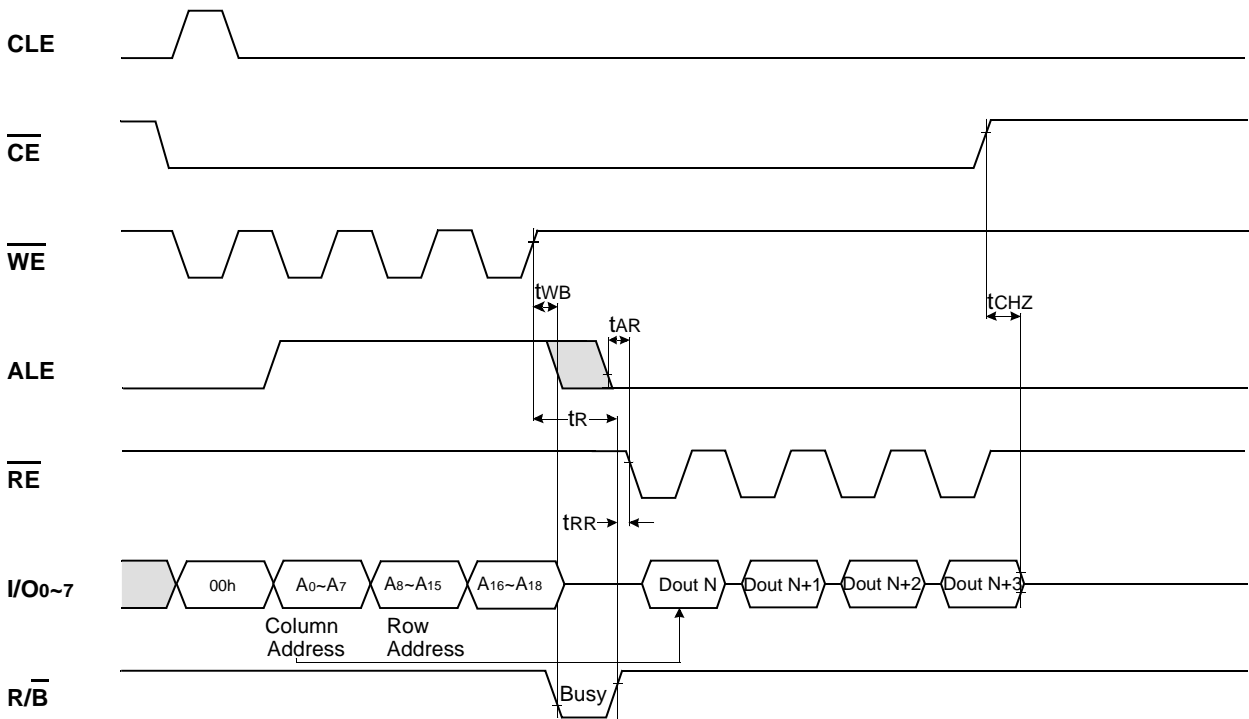 CLE
CE
WE
tWB
tCHZ
tAR
ALE
tR
RE
tRR
I/O0~7
00h
A0~A7
A8~A15
A16~A18
Dout N
Dout N+1
Dout N+2
Dout N+3
Column
Address
Row
Address
R/B
Busy